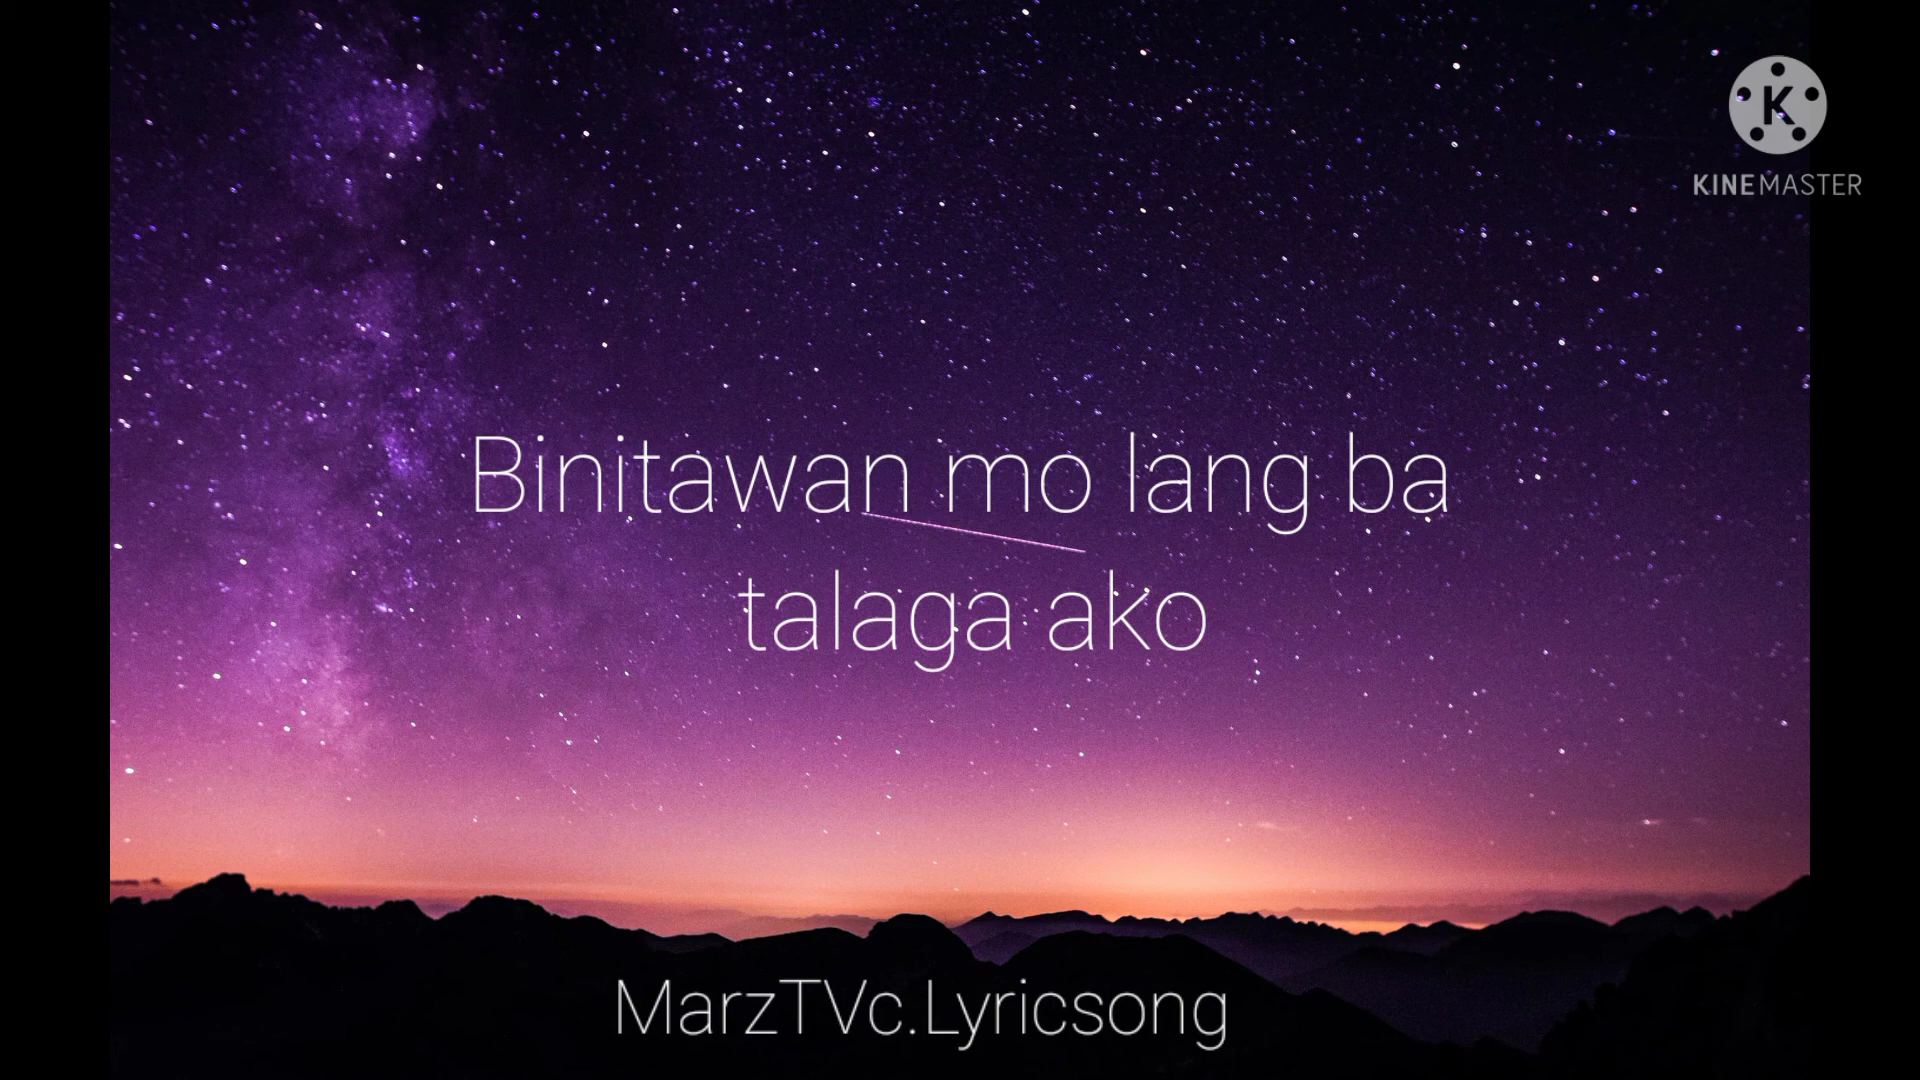 K
KINEMASTER
Binitawan mo lang ba
talaga ako
MarzTVc.Lyricsong